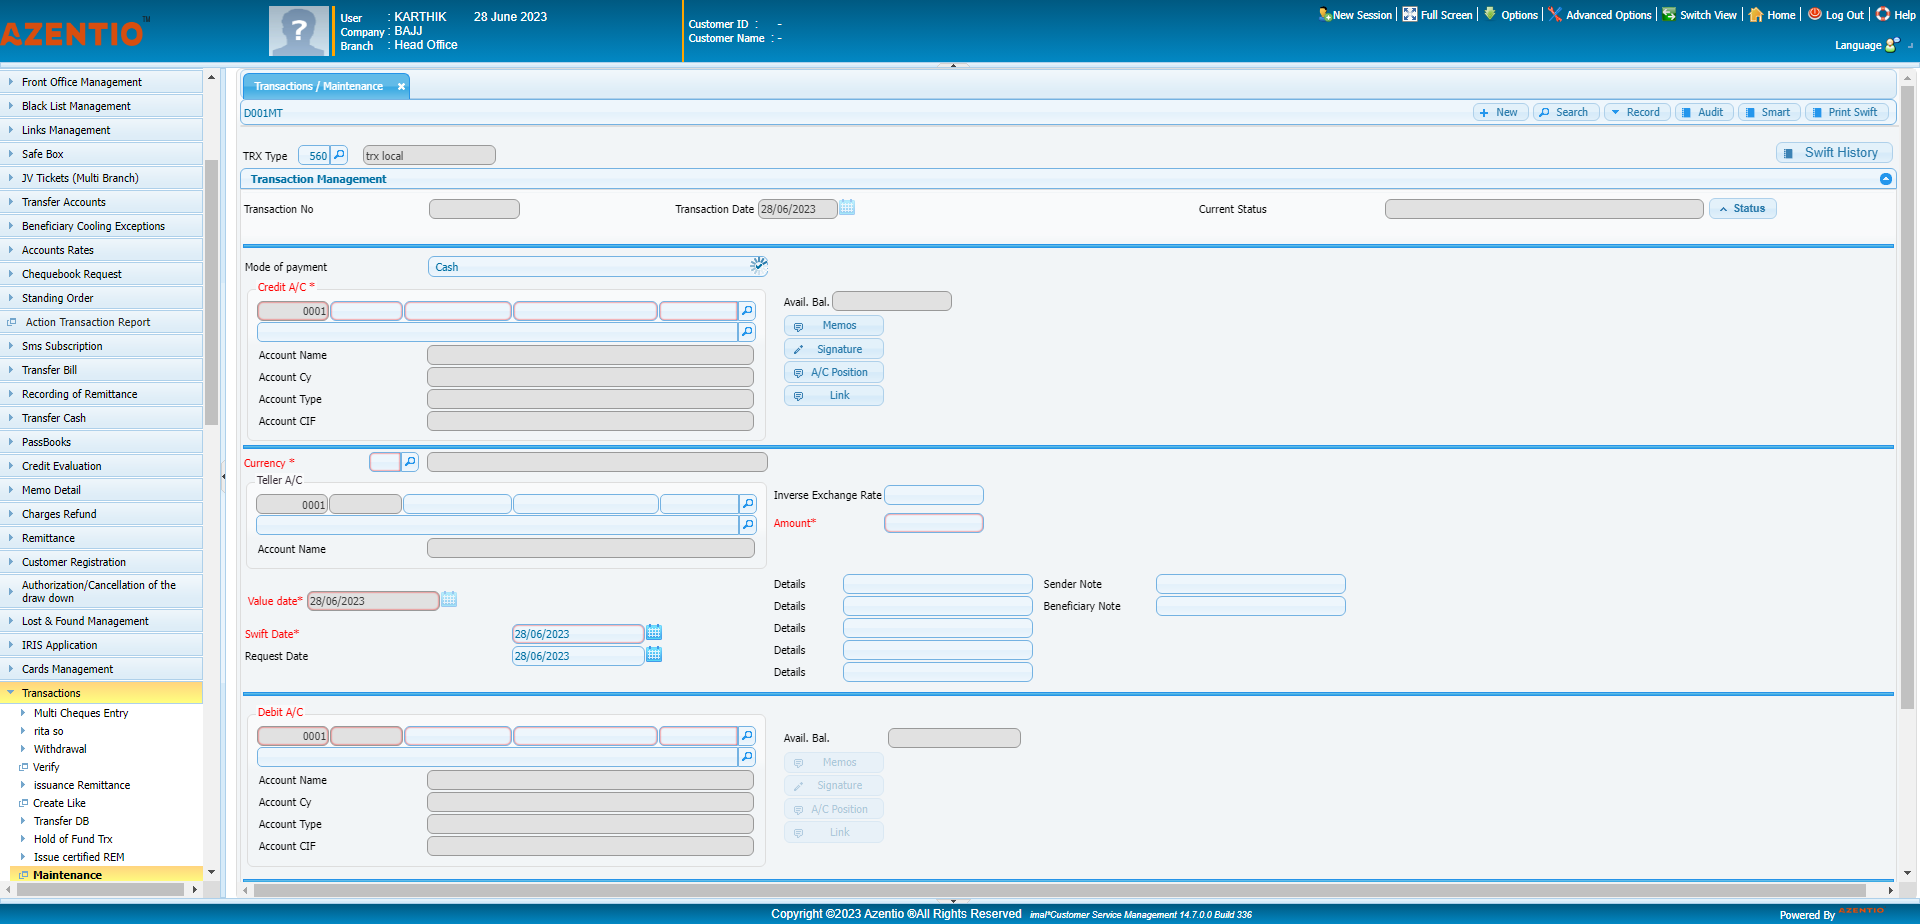 AZENTIO™
User : KARTHIK 28 June 2023
Company : BAJJ
Branch : Head Office
Customer ID : -
Customer Name : -
New Session Full Screen Options Advanced Options Switch View Home Log Out Help
Language
Front Office Management
Black List Management
Links Management
Safe Box
JV Tickets (Multi Branch)
Transfer Accounts
Beneficiary Cooling Exceptions
Accounts Rates
Chequebook Request
Standing Order
Action Transaction Report
Sms Subscription
Transfer Bill
Recording of Remittance
Transfer Cash
PassBooks
Credit Evaluation
Memo Detail
Charges Refund
Remittance
Customer Registration
Authorization/Cancellation of the
draw down
Lost & Found Management
IRIS Application
Cards Management
Transactions
Multi Cheques Entry
rita so
Withdrawal
Verify
issuance Remittance
Create Like
Transfer DB
Hold of Fund Trx
Issue certified REM
Maintenance
Transactions / Maintenance
D001MT
New Search Record Audit Smart Print Swift
TRX Type 560 trx local
Swift History
Transaction Management
Transaction No Transaction Date 28/06/2023 Current Status Status
Mode of payment Cash
Credit A/C *
0001
Account Name
Account Cy
Account Type
Account CIF
Avail. Bal.
Memos
Signature
A/C Position
Link
Currency *
Teller A/C
0001
Account Name
Inverse Exchange Rate
Amount*
Value date* 28/06/2023
Swift Date* 28/06/2023
Request Date 28/06/2023
Details Sender Note
Details Beneficiary Note
Details
Details
Details
Debit A/C
0001
Account Name
Account Cy
Account Type
Account CIF
Avail. Bal.
Memos
Signature
A/C Position
Link
Copyright ©2023 Azentio ®All Rights Reserved imal*Customer Service Management 14.7.0.0 Build 336
Powered By AZENTIO